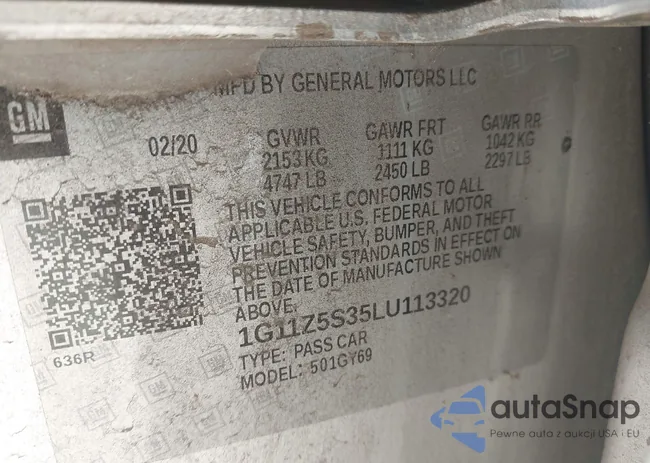 MFD BY GENERAL MOTORS LLC
GM
02/20
GVWR GAWR FRT GAWR RR
2153 KG 1111 KG 1042 KG
4747 LB 2450 LB 2297 LB
THIS VEHICLE CONFORMS TO ALL
APPLICABLE U.S. FEDERAL MOTOR
VEHICLE SAFETY, BUMPER, AND THEFT
PREVENTION STANDARDS IN EFFECT ON
THE DATE OF MANUFACTURE SHOWN
ABOVE.
1G11Z5S35LU113320
TYPE: PASS CAR
MODEL: 501GY69
636R
autaSnap
Pewne auta z aukcji USA i EU